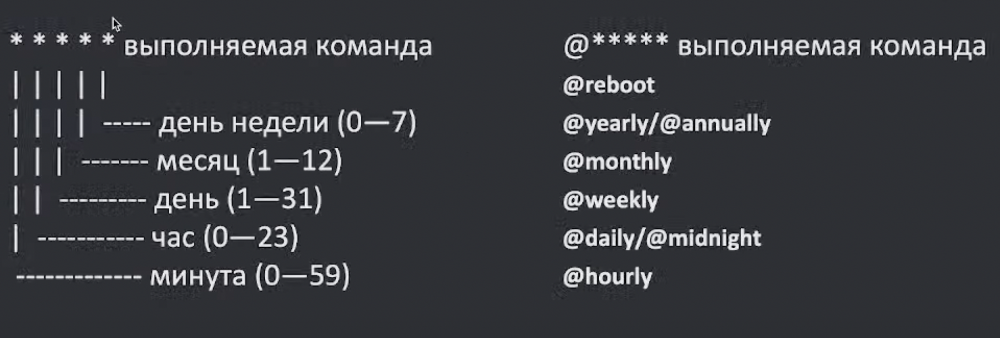 * * * * * выполняемая команда
| | | | |
| | | | ----- день недели (0—7)
| | | ------- месяц (1—12)
| | --------- день (1—31)
| ----------- час (0—23)
------------- минута (0—59)
@***** выполняемая команда
@reboot
@yearly/@annually
@monthly
@weekly
@daily/@midnight
@hourly